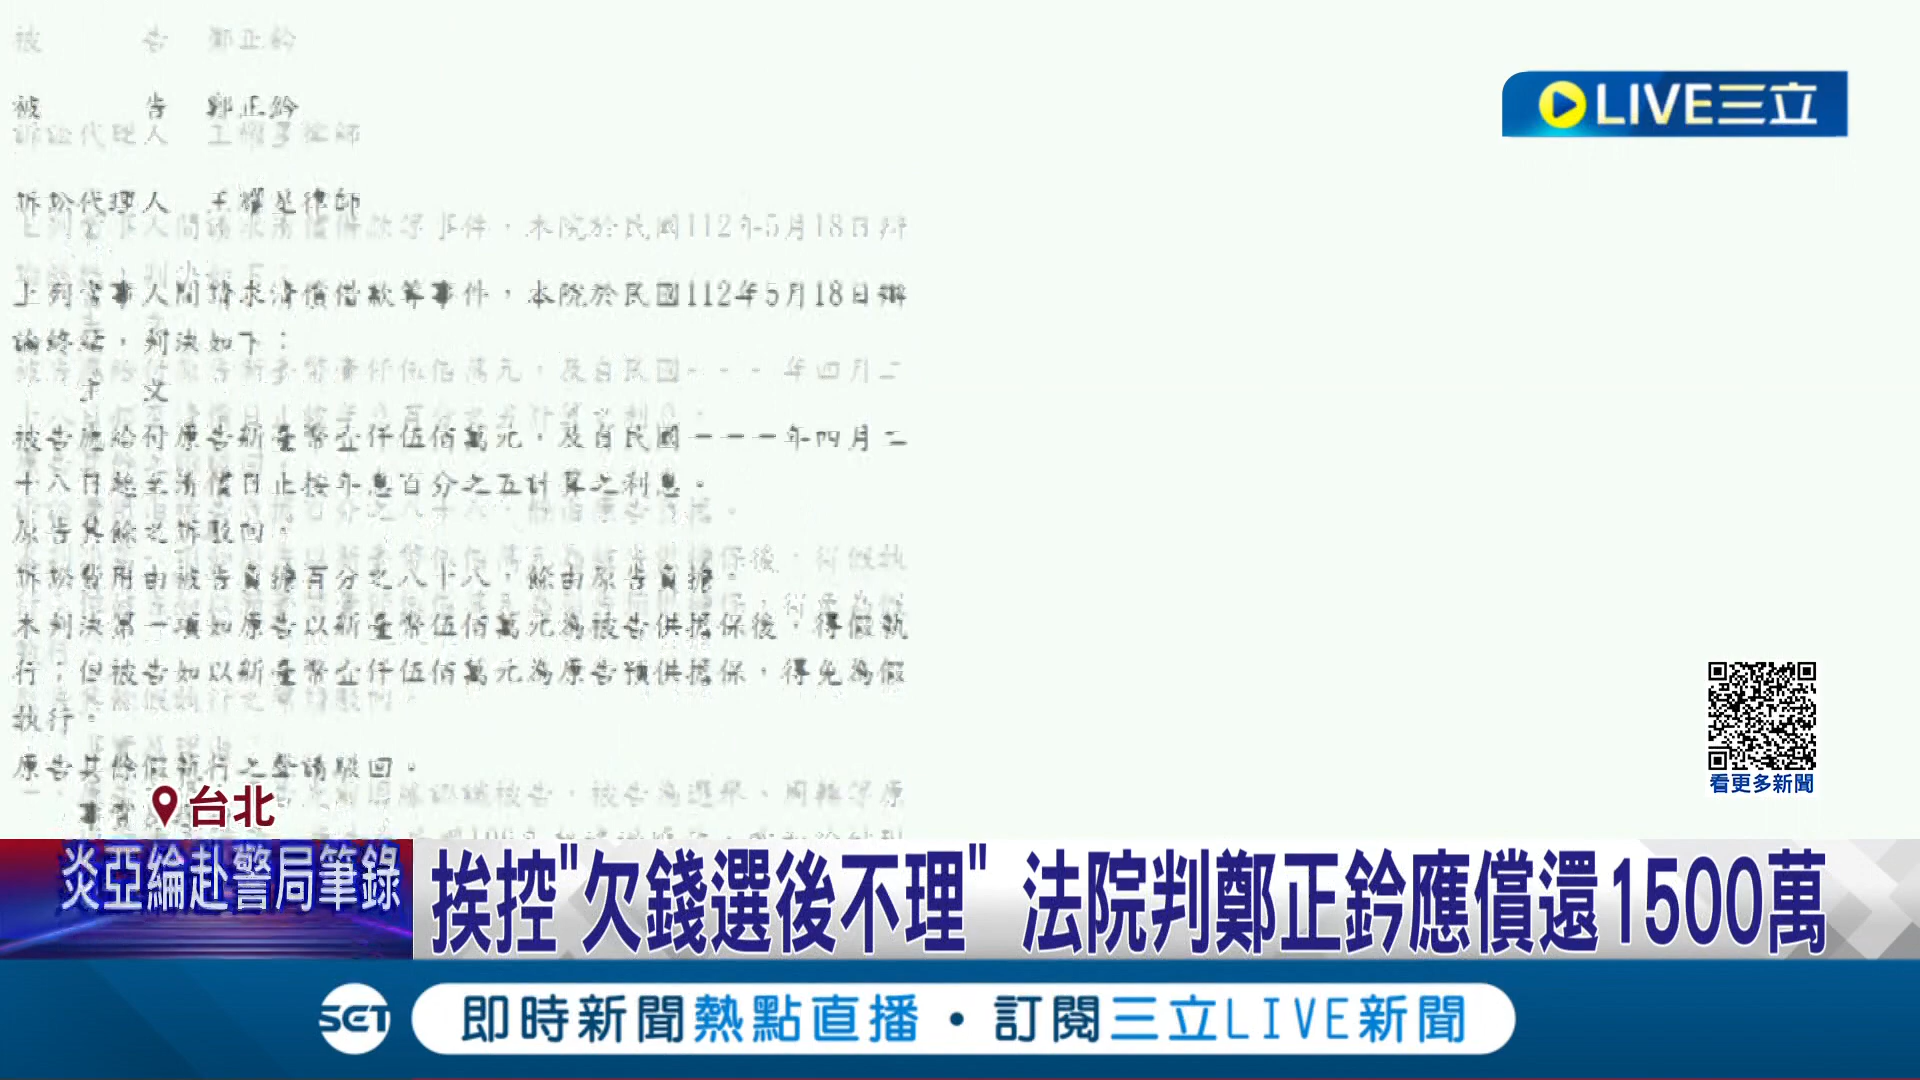 被 告 鄭正鈐
LIVE三立
被 告 鄭正鈐
訴訟代理人
訴訟代理人 王耀星律師
上列當事人間請求清償借款等事件,本院於民國112年5月18日辯
論終結,判決如下:
主 文
被告應給付原告新臺幣壹仟伍佰萬元,及自民國一一一年四月二
十八日起至清償日止按年息百分之五計算之利息。
原告其餘之訴駁回。
訴訟費用由被告負擔百分之八十八,餘由原告負擔。
本判決第一項如原告以新臺幣伍佰萬元為被告供擔保後,得假執
行;但被告如以新臺幣壹仟伍佰萬元為原告預供擔保,得免為假
執行。
原告其餘假執行之聲請駁回。
看更多新聞
台北
炎亞綸赴警局筆錄
挨控"欠錢選後不理" 法院判鄭正鈐應償還1500萬
SET 即時新聞熱點直播・訂閱三立LIVE新聞